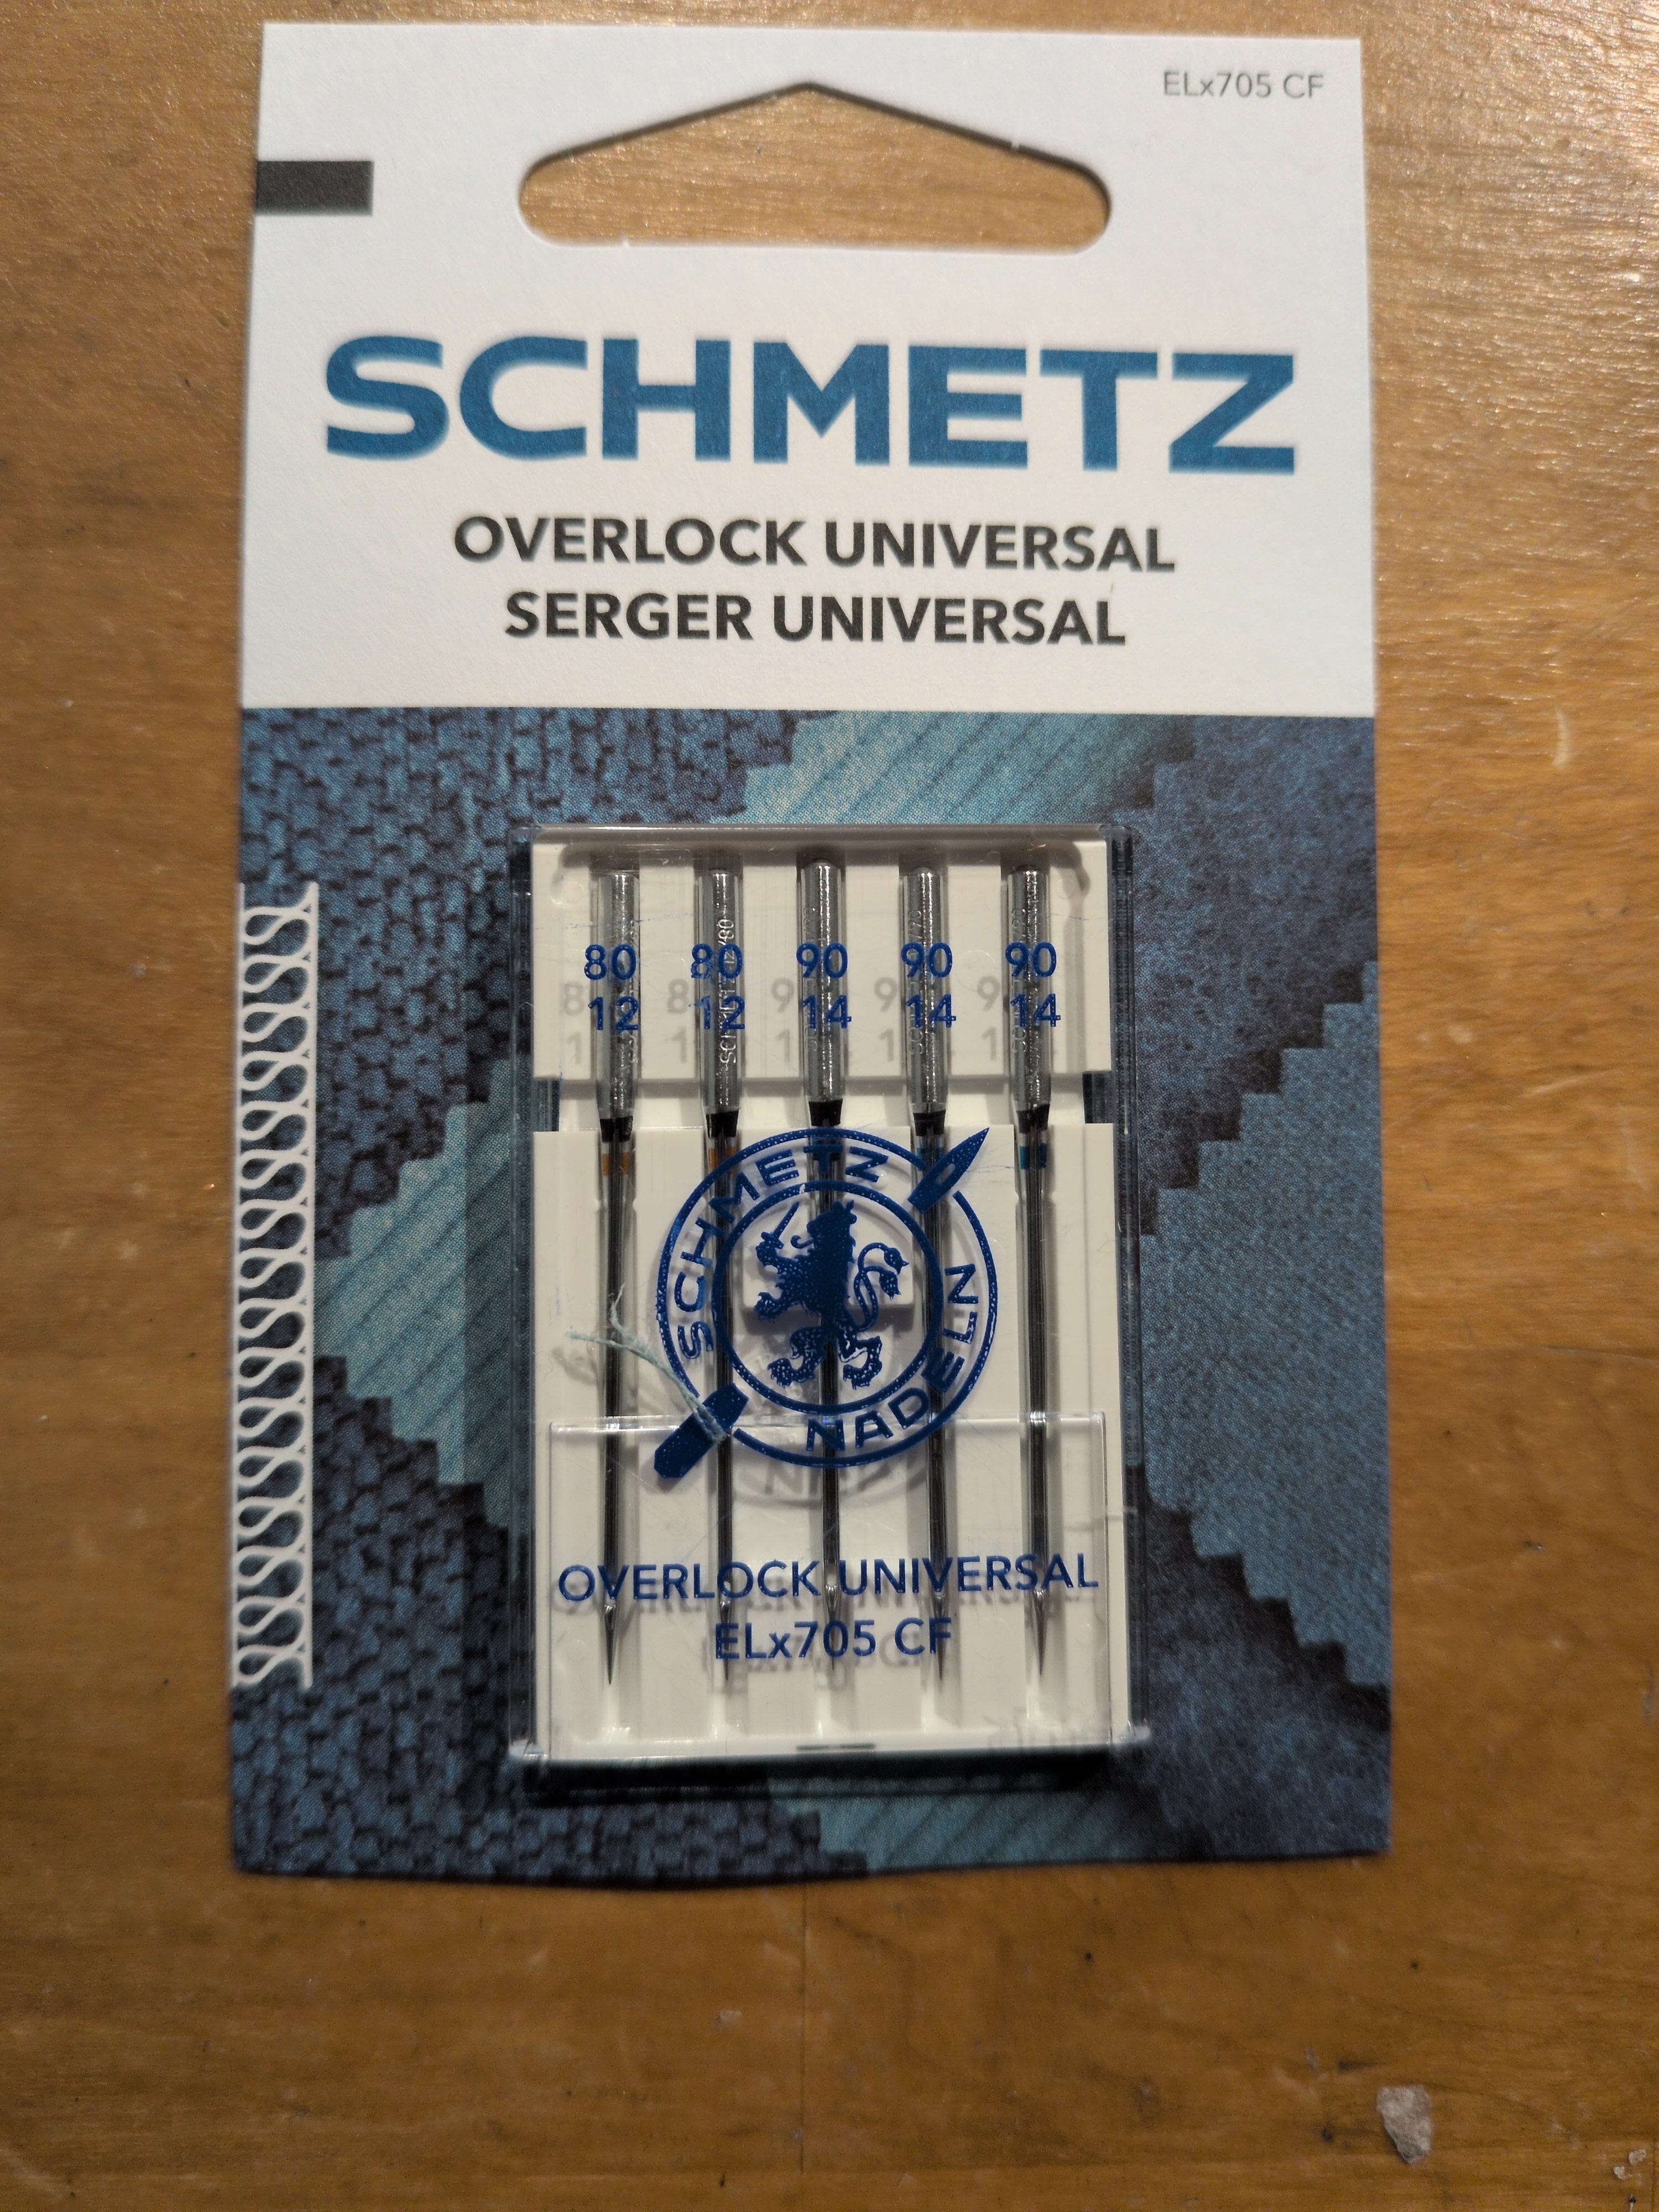 ELx705 CF
SCHMETZ
OVERLOCK UNIVERSAL
SERGER UNIVERSAL
80 80 90 90 90
12 12 14 14 14
SCHMETZ
NADELN
OVERLOCK UNIVERSAL
ELx705 CF